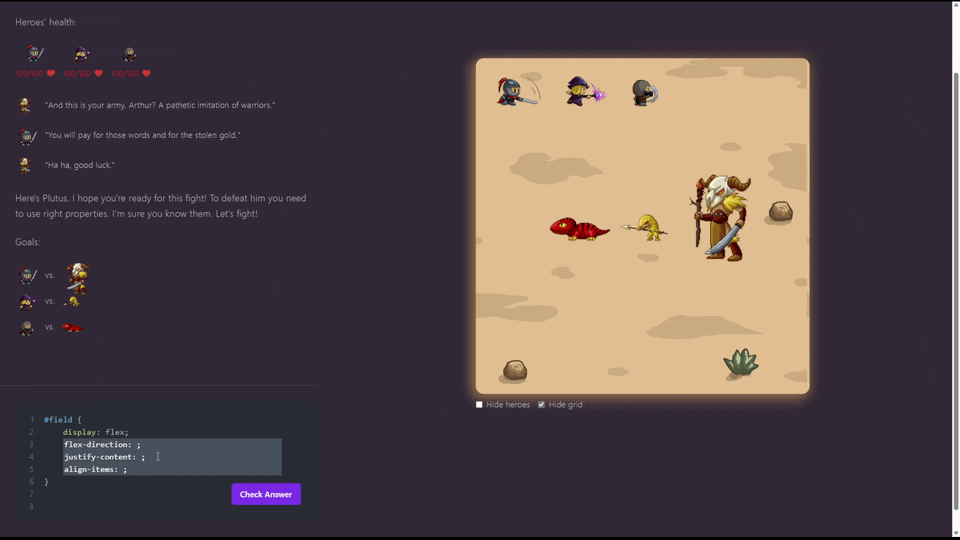 Heroes' health:
100/100 100/100 100/100
"And this is your army, Arthur? A pathetic imitation of warriors."
"You will pay for those words and for the stolen gold."
"Ha ha, good luck."
Here's Plutus. I hope you're ready for this fight! To defeat him you need
to use right properties. I'm sure you know them. Let's fight!
Goals:
vs.
vs.
vs.
Hide heroes Hide grid
1 #field {
2 display: flex;
3 flex-direction: ;
4 justify-content: ;
5 align-items: ;
6 }
7
8
Check Answer